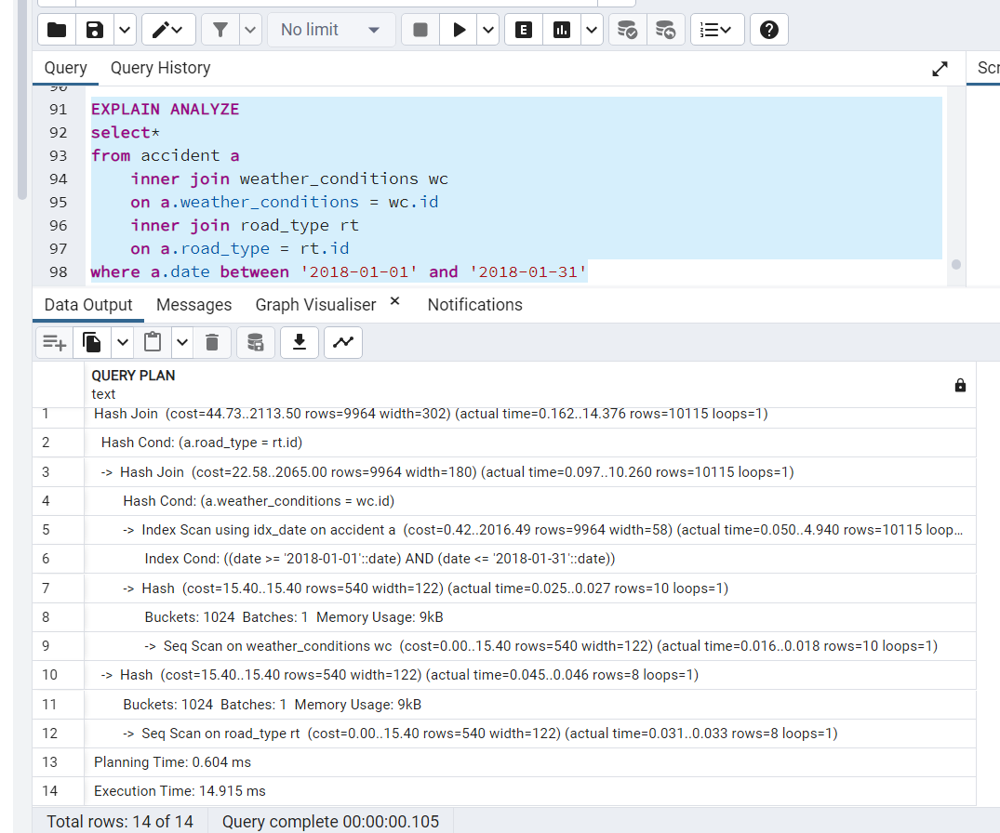 No limit
E
Query
Query History
Scr
90
91 EXPLAIN ANALYZE
92 select*
93 from accident a
94 inner join weather_conditions wc
95 on a.weather_conditions = wc.id
96 inner join road_type rt
97 on a.road_type = rt.id
98 where a.date between '2018-01-01' and '2018-01-31'
Data Output
Messages
Graph Visualiser
Notifications
QUERY PLAN
text
1 Hash Join (cost=44.73..2113.50 rows=9964 width=302) (actual time=0.162..14.376 rows=10115 loops=1)
2 Hash Cond: (a.road_type = rt.id)
3 -> Hash Join (cost=22.58..2065.00 rows=9964 width=180) (actual time=0.097..10.260 rows=10115 loops=1)
4 Hash Cond: (a.weather_conditions = wc.id)
5 -> Index Scan using idx_date on accident a (cost=0.42..2016.49 rows=9964 width=58) (actual time=0.050..4.940 rows=10115 loop...
6 Index Cond: ((date >= '2018-01-01'::date) AND (date <= '2018-01-31'::date))
7 -> Hash (cost=15.40..15.40 rows=540 width=122) (actual time=0.025..0.027 rows=10 loops=1)
8 Buckets: 1024 Batches: 1 Memory Usage: 9kB
9 -> Seq Scan on weather_conditions wc (cost=0.00..15.40 rows=540 width=122) (actual time=0.016..0.018 rows=10 loops=1)
10 -> Hash (cost=15.40..15.40 rows=540 width=122) (actual time=0.045..0.046 rows=8 loops=1)
11 Buckets: 1024 Batches: 1 Memory Usage: 9kB
12 -> Seq Scan on road_type rt (cost=0.00..15.40 rows=540 width=122) (actual time=0.031..0.033 rows=8 loops=1)
13 Planning Time: 0.604 ms
14 Execution Time: 14.915 ms
Total rows: 14 of 14
Query complete 00:00:00.105